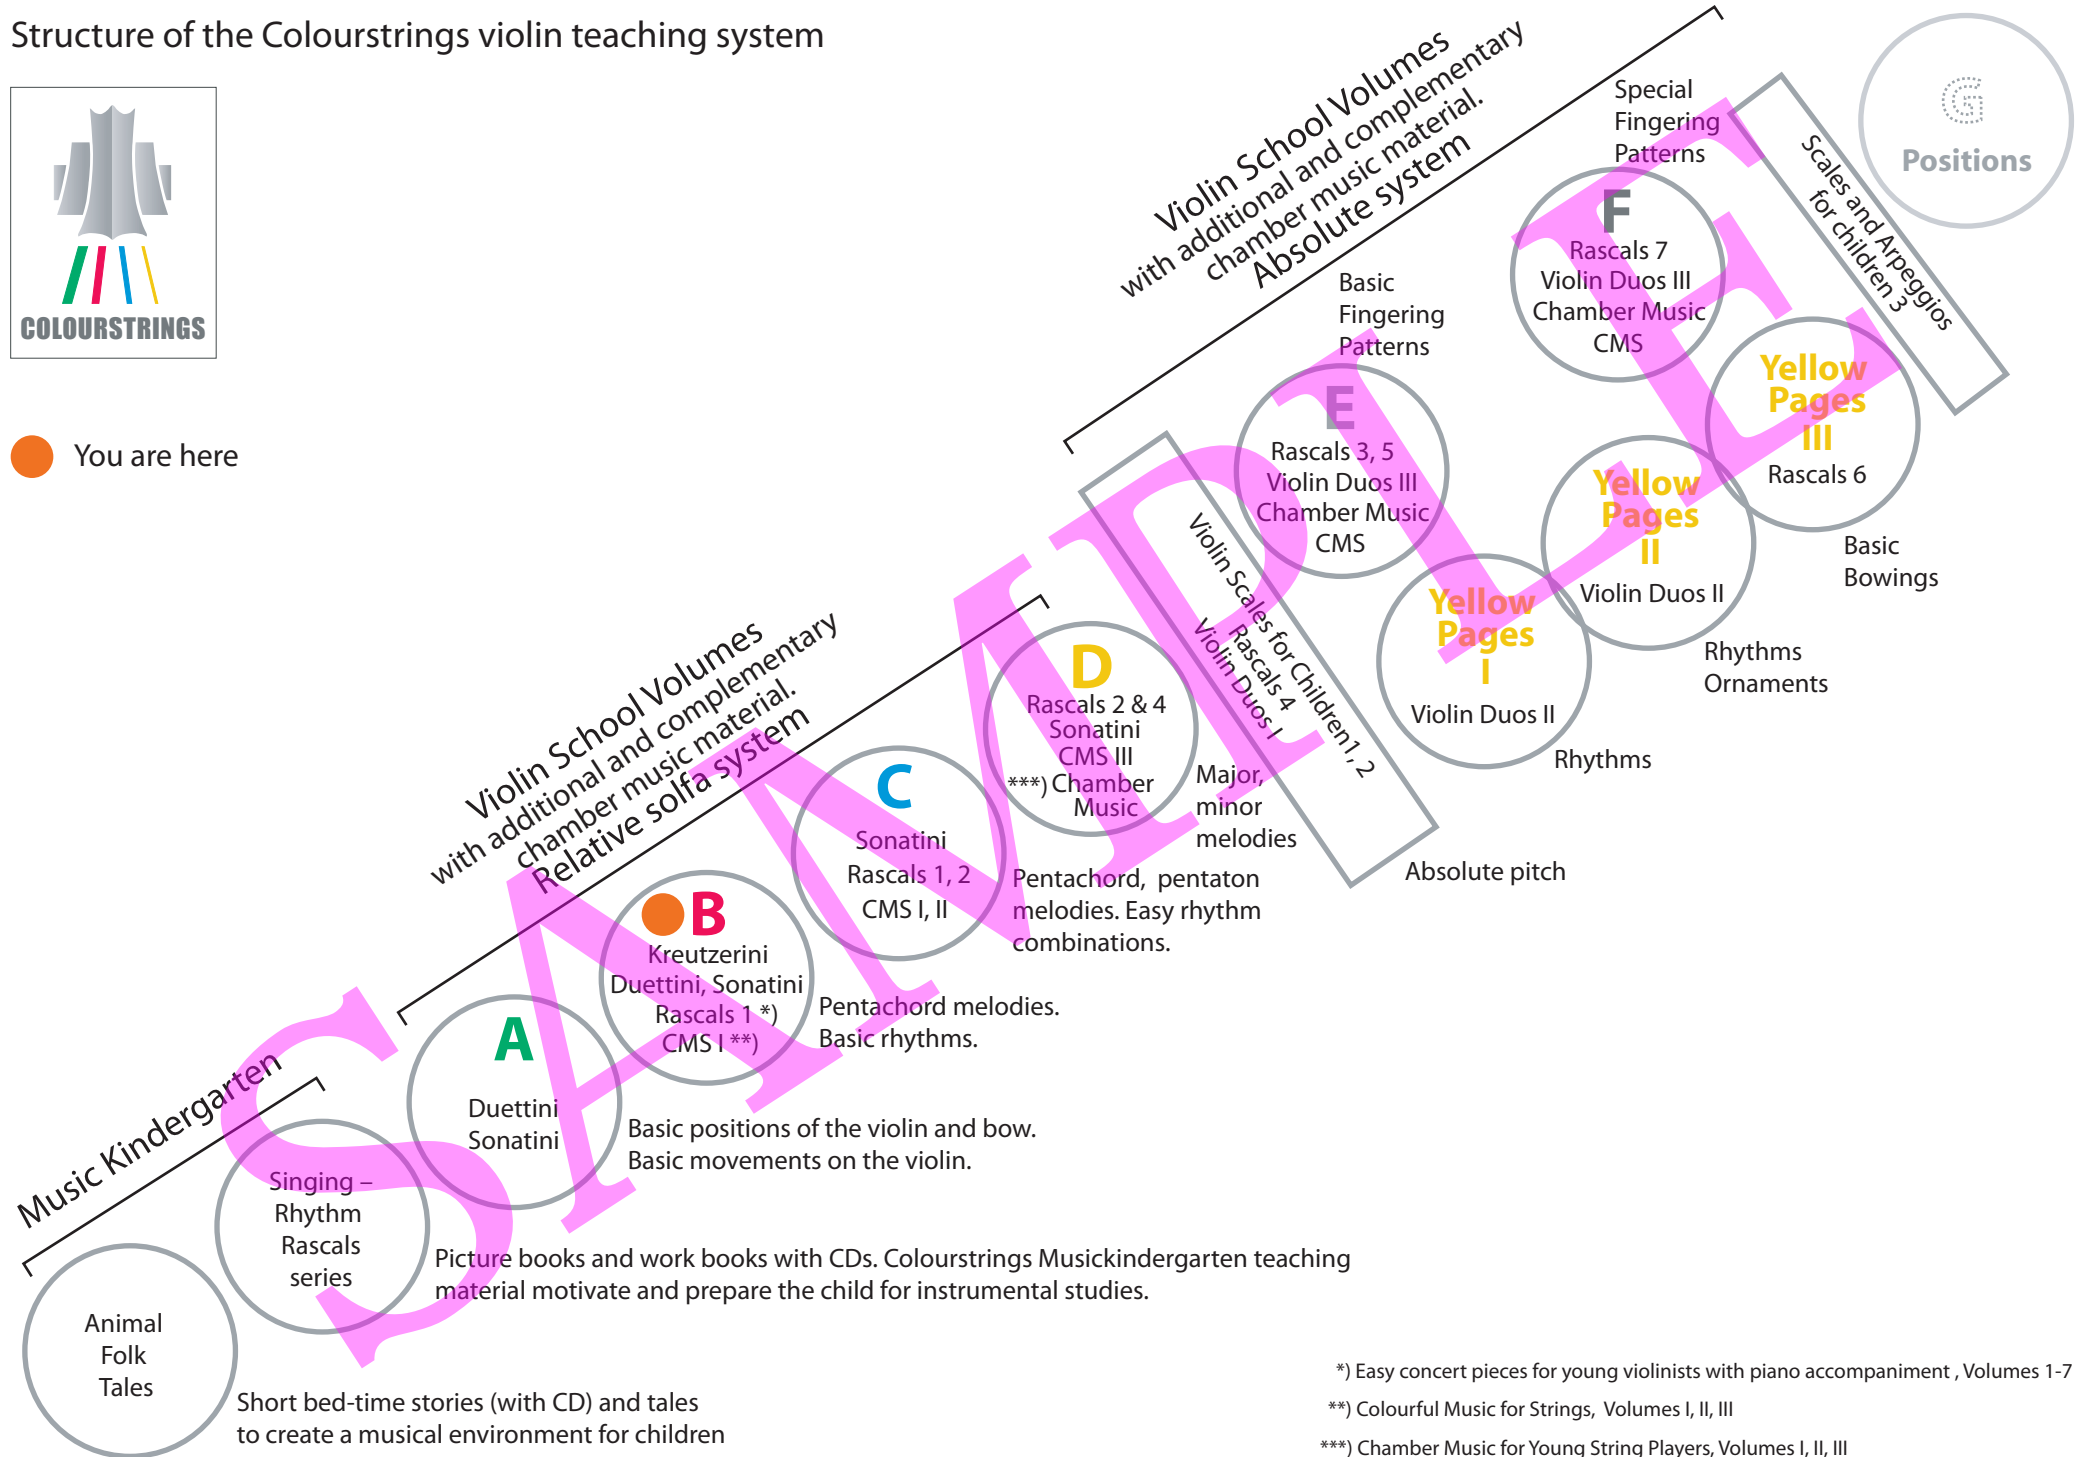 Structure of the Colourstrings violin teaching system
COLOURSTRINGS
You are here
Violin School Volumes
with additional and complementary
chamber music material.
Absolute system
Special
Fingering
Patterns
G
Positions
Scales and Arpeggios
for children 3
F
Rascals 7
Violin Duos III
Chamber Music
CMS
Basic
Fingering
Patterns
E
Rascals 3, 5
Violin Duos III
Chamber Music
CMS
Yellow
Pages
III
Rascals 6
Basic
Bowings
Yellow
Pages
II
Violin Duos II
Rhythms
Ornaments
Yellow
Pages
I
Violin Duos II
Rhythms
Violin Scales for Children1, 2
Rascals 4
Violin Duos I
Absolute pitch
Violin School Volumes
with additional and complementary
chamber music material.
Relative solfa system
D
Rascals 2 & 4
Sonatini
CMS III
***) Chamber
Music
Major,
minor
melodies
C
Sonatini
Rascals 1, 2
CMS I, II
Pentachord, pentaton
melodies. Easy rhythm
combinations.
B
Kreutzerini
Duettini, Sonatini
Rascals 1 *)
CMS I **)
Pentachord melodies.
Basic rhythms.
A
Duettini
Sonatini
Basic positions of the violin and bow.
Basic movements on the violin.
Music Kindergarten
Singing –
Rhythm
Rascals
series
Picture books and work books with CDs. Colourstrings Musickindergarten teaching
material motivate and prepare the child for instrumental studies.
Animal
Folk
Tales
Short bed-time stories (with CD) and tales
to create a musical environment for children
*) Easy concert pieces for young violinists with piano accompaniment , Volumes 1-7
**) Colourful Music for Strings, Volumes I, II, III
***) Chamber Music for Young String Players, Volumes I, II, III
SAMPLE